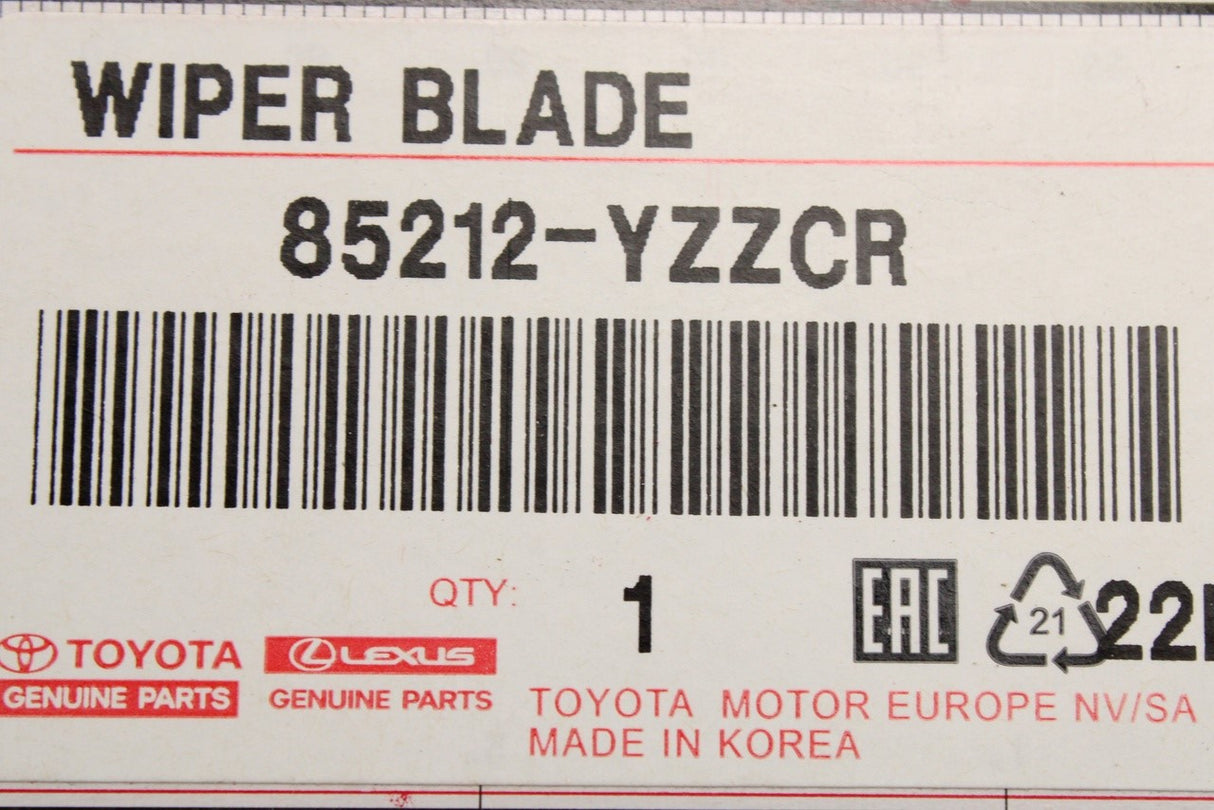 WIPER BLADE
85212-YZZCR
QTY: 1
EAC
21
TOYOTA
GENUINE PARTS
LEXUS
GENUINE PARTS
TOYOTA MOTOR EUROPE NV/SA
MADE IN KOREA